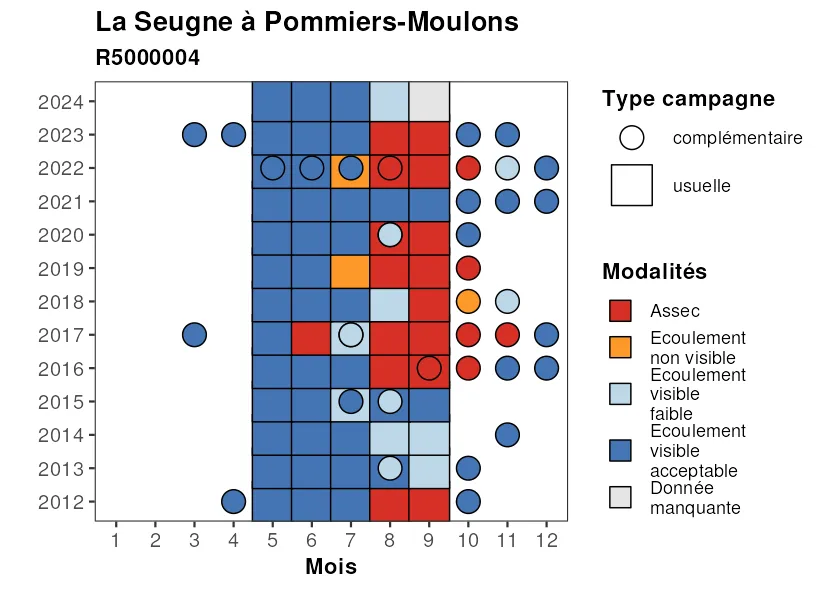 La Seugne à Pommiers-Moulons
R5000004
2024
2023
2022
2021
2020
2019
2018
2017
2016
2015
2014
2013
2012
1 2 3 4 5 6 7 8 9 10 11 12
Mois
Type campagne
complémentaire
usuelle
Modalités
Assec
Ecoulement
non visible
Ecoulement
visible
faible
Ecoulement
visible
acceptable
Donnée
manquante